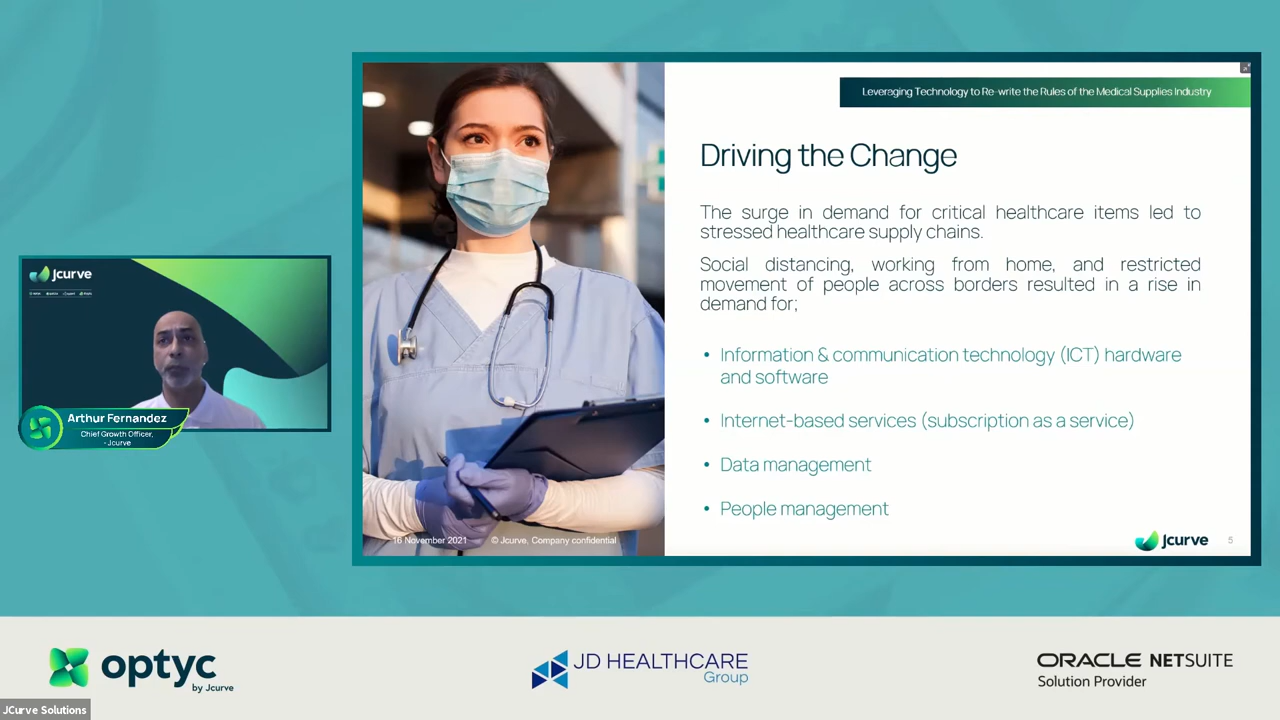 Leveraging Technology to Re-write the Rules of the Medical Supplies Industry
Driving the Change
The surge in demand for critical healthcare items led to
stressed healthcare supply chains.
Social distancing, working from home, and restricted
movement of people across borders resulted in a rise in
demand for;
• Information & communication technology (ICT) hardware
and software
• Internet-based services (subscription as a service)
• Data management
• People management
16 November 2021 © Jcurve, Company confidential
Jcurve 5
Jcurve
Arthur Fernandez
Chief Growth Officer,
- Jcurve
optyc
by Jcurve
JD HEALTHCARE
Group
ORACLE NETSUITE
Solution Provider
JCurve Solutions